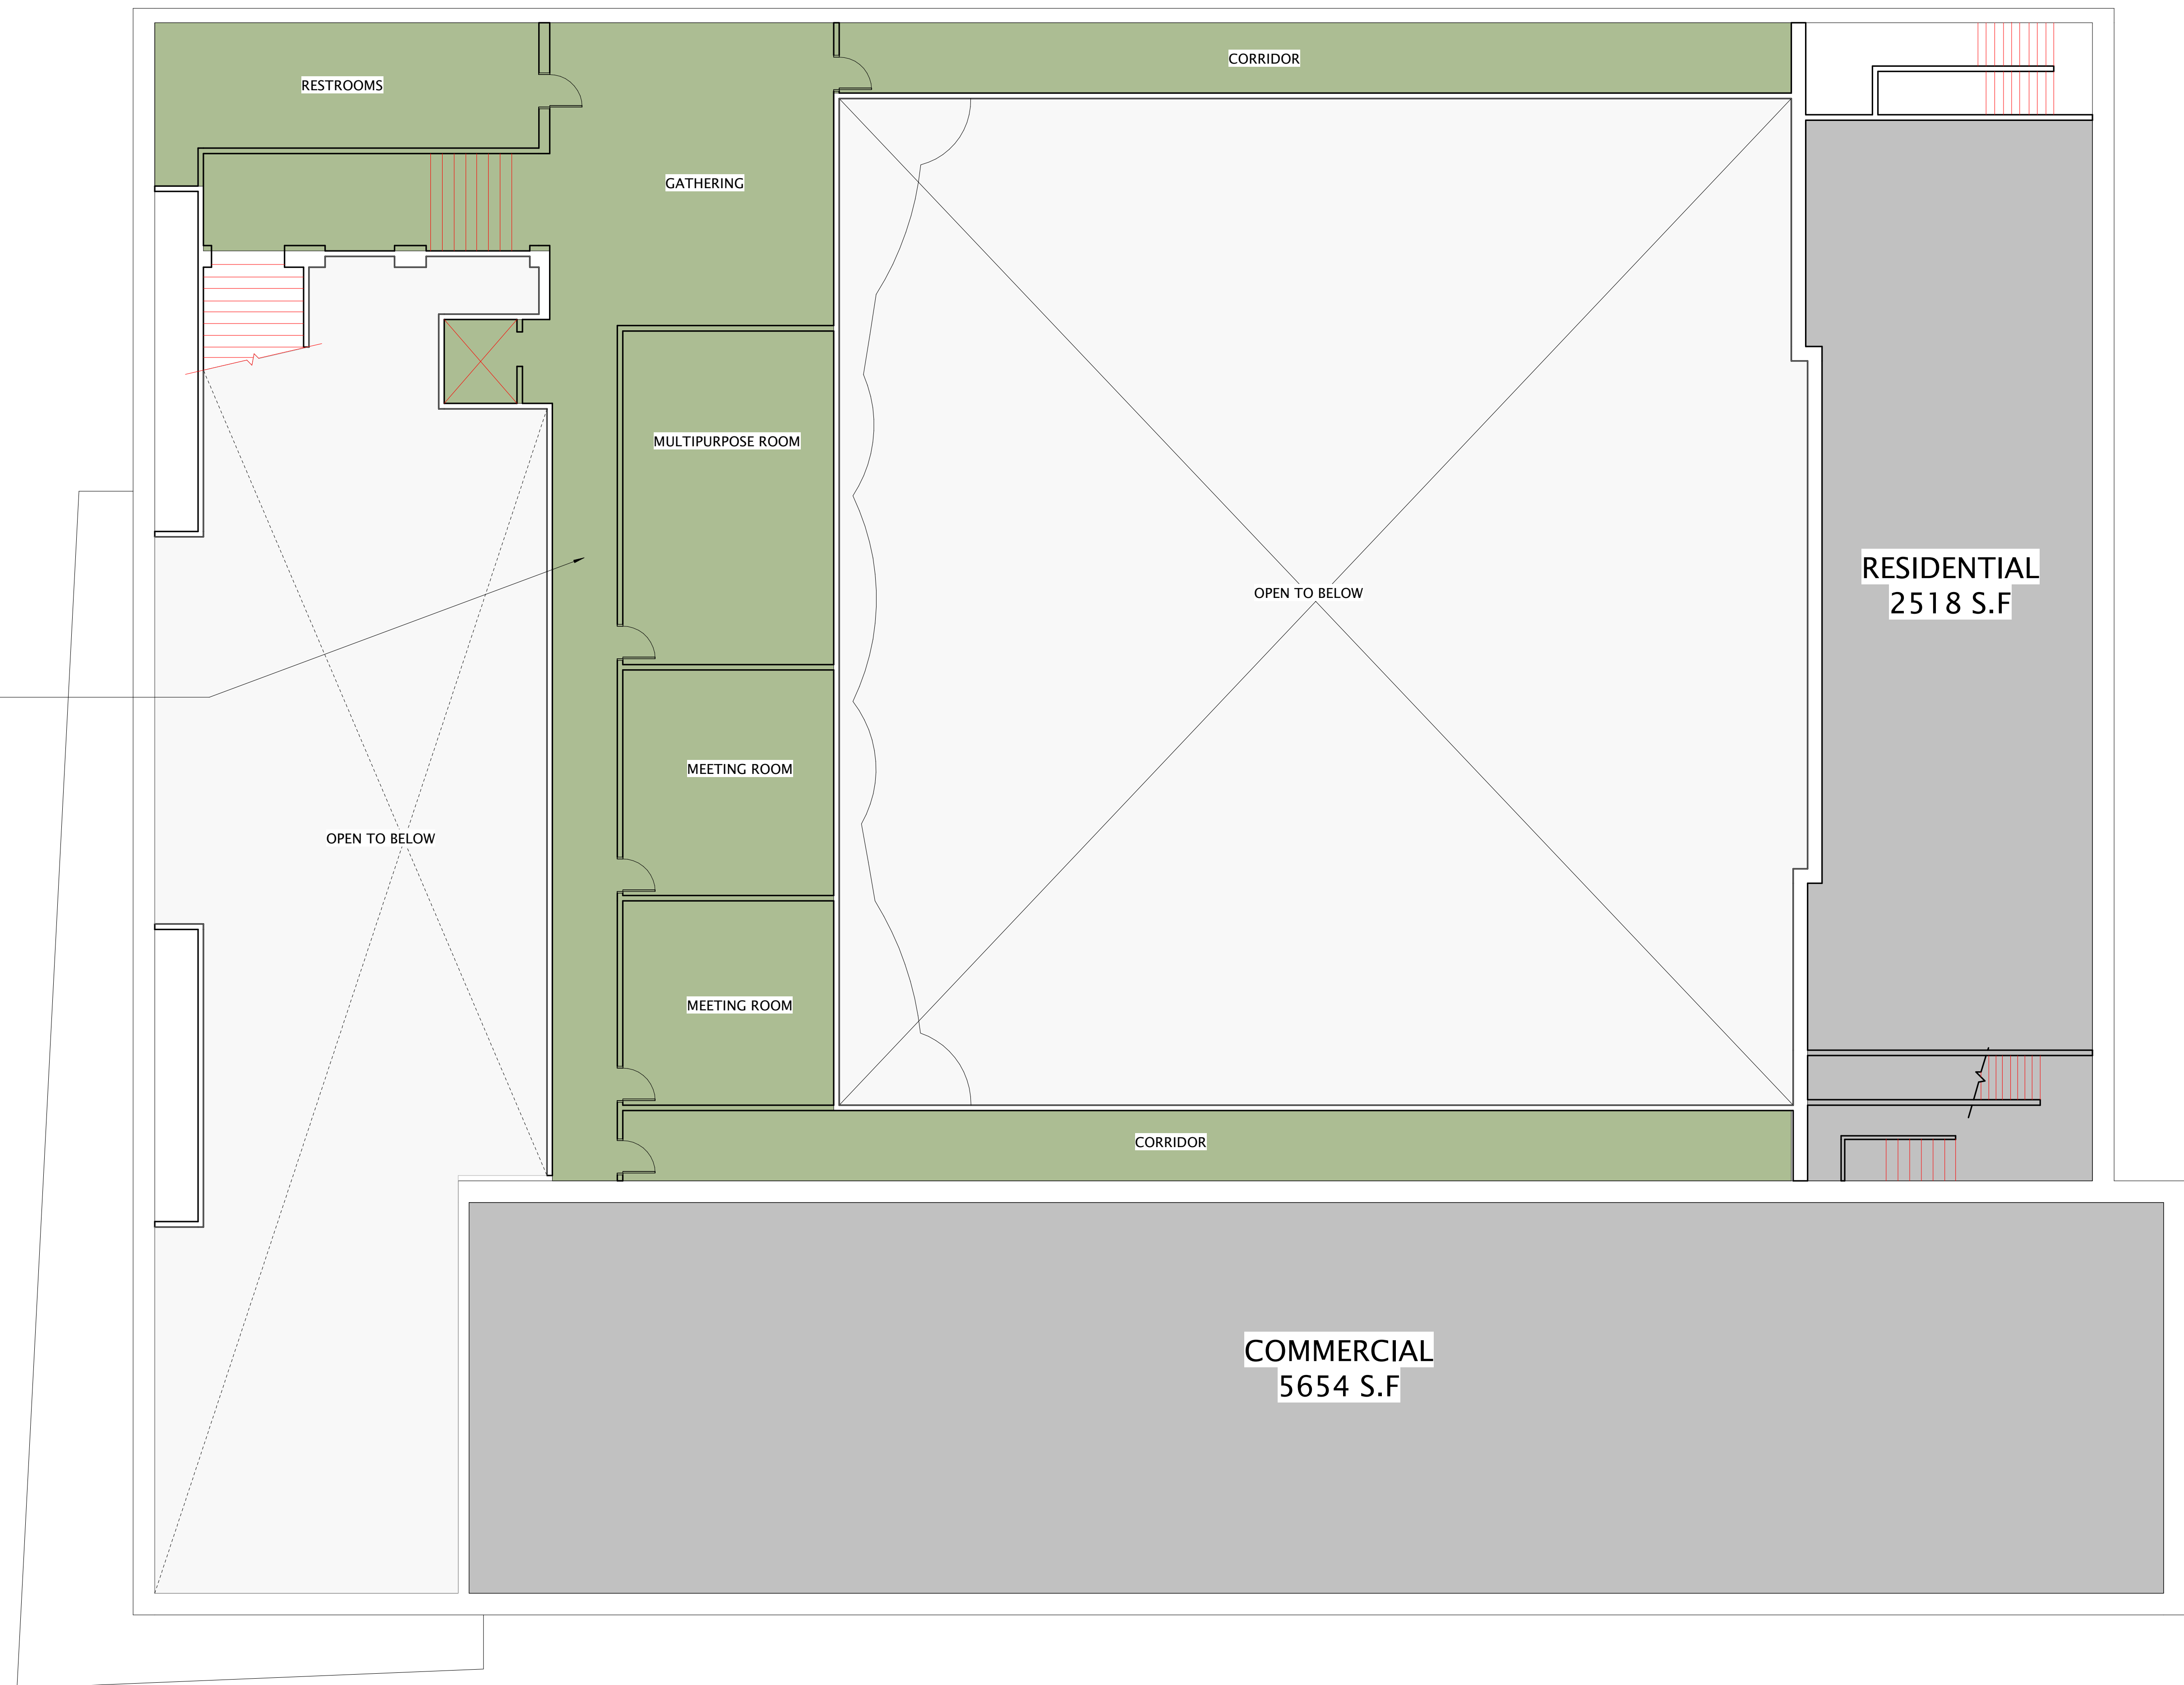 CORRIDOR
RESTROOMS
GATHERING
MULTIPURPOSE ROOM
RESIDENTIAL
2518 S.F
OPEN TO BELOW
MEETING ROOM
OPEN TO BELOW
MEETING ROOM
CORRIDOR
COMMERCIAL
5654 S.F